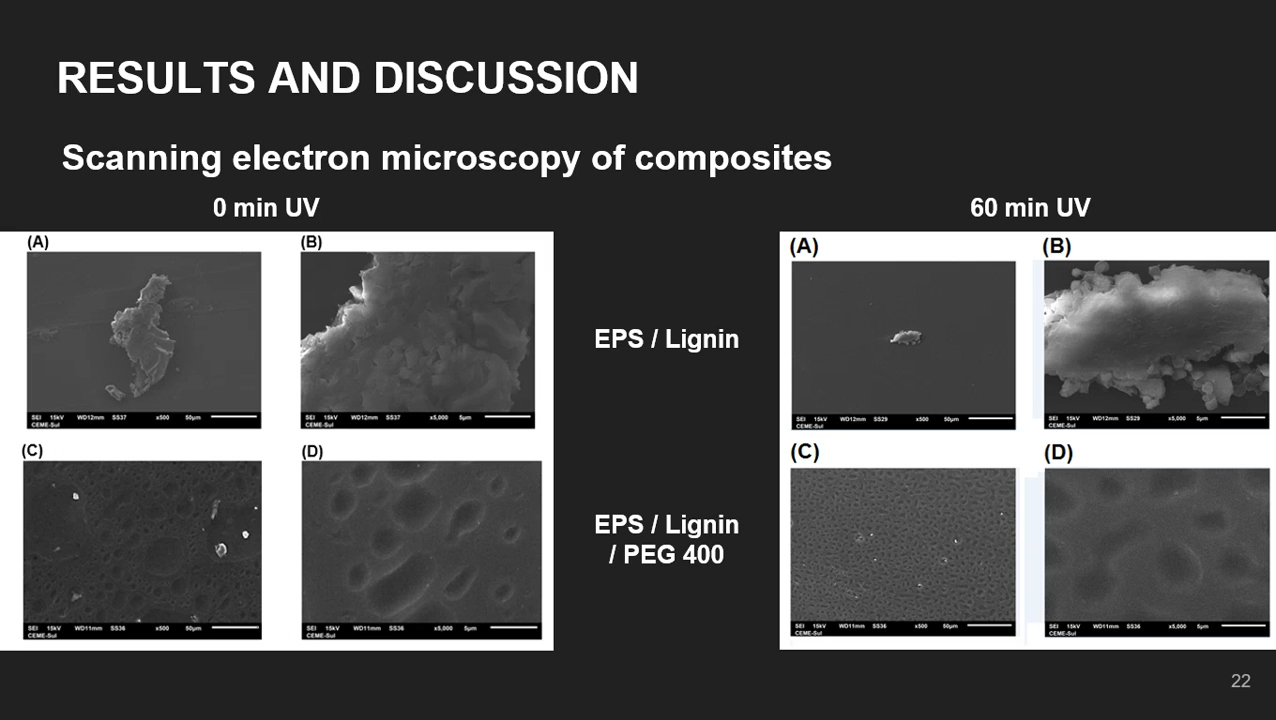 RESULTS AND DISCUSSION
Scanning electron microscopy of composites
0 min UV
60 min UV
(A)
(B)
SEI 15kV WD12mm SS37 x500 50µm
CEME-Sul
SEI 15kV WD12mm SS37 x5,000 5µm
CEME-Sul
EPS / Lignin
(A)
(B)
SEI 15kV WD12mm SS29 x500 50µm
CEME-Sul
SEI 15kV WD12mm SS29 x5,000 5µm
CEME-Sul
(C)
(D)
SEI 15kV WD11mm SS36 x500 50µm
CEME-Sul
SEI 15kV WD11mm SS36 x5,000 5µm
CEME-Sul
EPS / Lignin
/ PEG 400
(C)
(D)
SEI 15kV WD11mm SS36 x500 50µm
CEME-Sul
SEI 15kV WD11mm SS36 x5,000 5µm
CEME-Sul
22